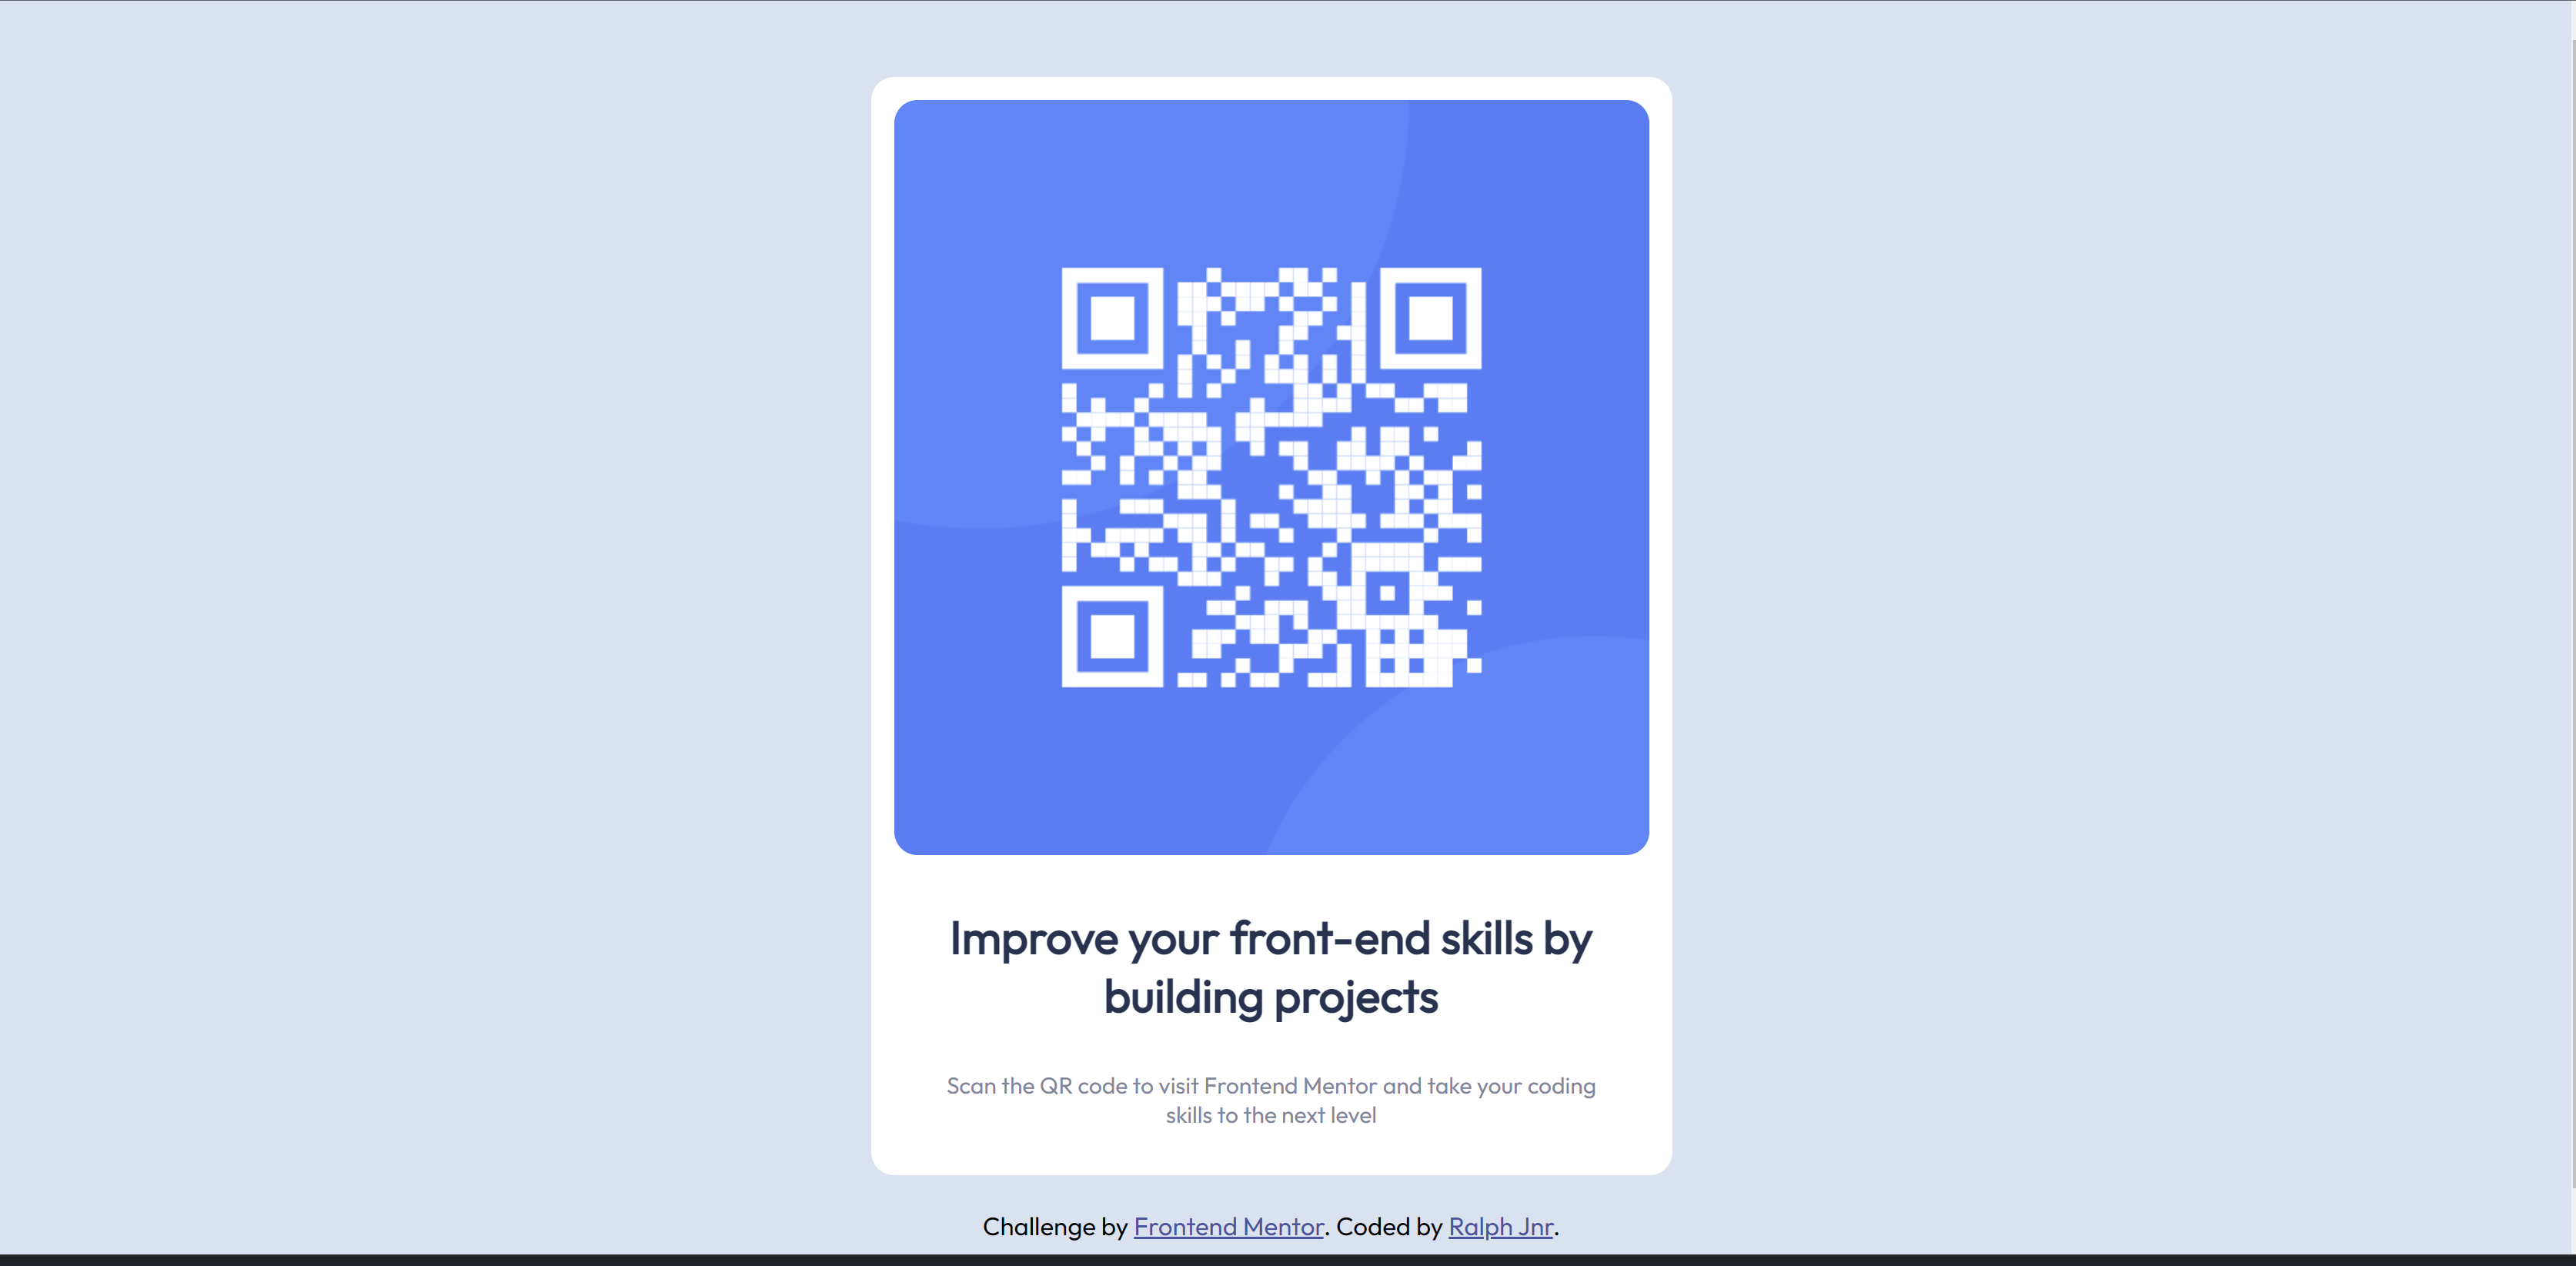 Improve your front-end skills by
building projects
Scan the QR code to visit Frontend Mentor and take your coding
skills to the next level
Challenge by Frontend Mentor. Coded by Ralph Jnr.